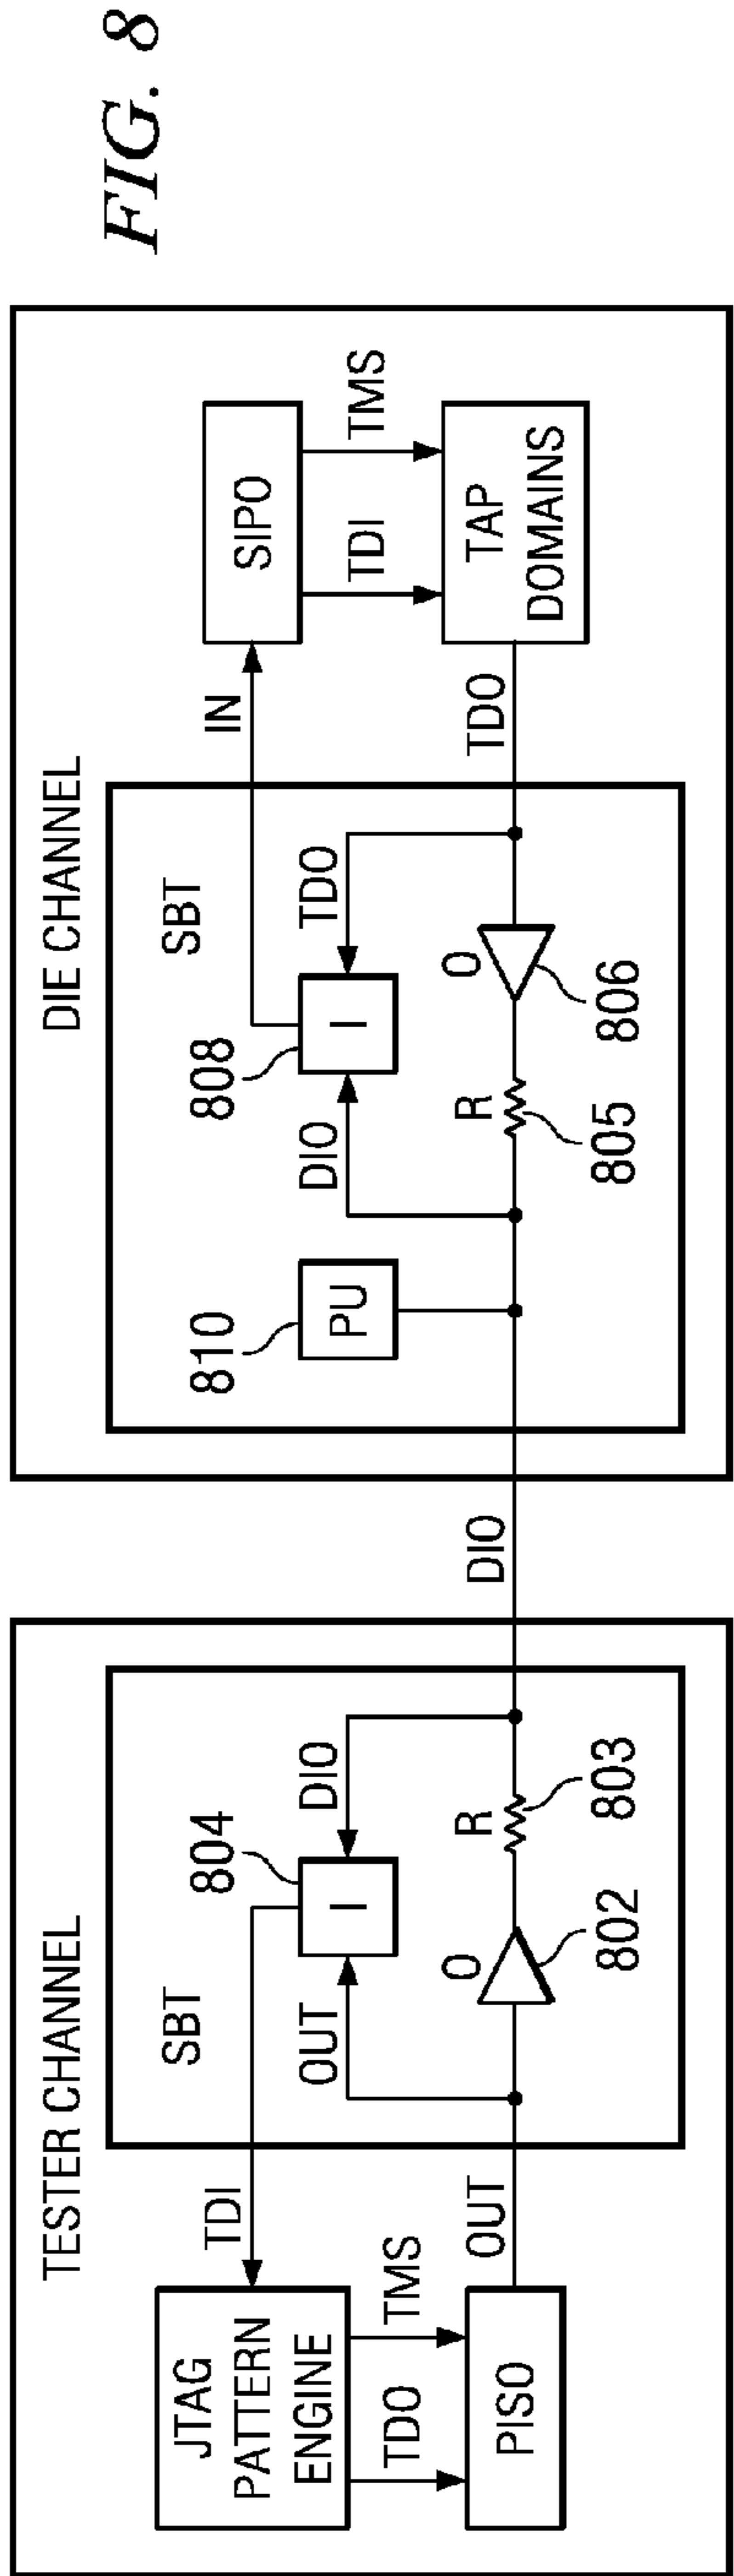 FIG. 8
TESTER CHANNEL
JTAG
PATTERN
ENGINE
TDI
TDO
TMS
PISO
OUT
SBT
804
OUT
I
DIO
O
R
802
803
DIO
DIE CHANNEL
SBT
810
PU
808
DIO
I
TDO
R
O
805
806
IN
TDO
SIPO
TDI
TMS
TAP
DOMAINS